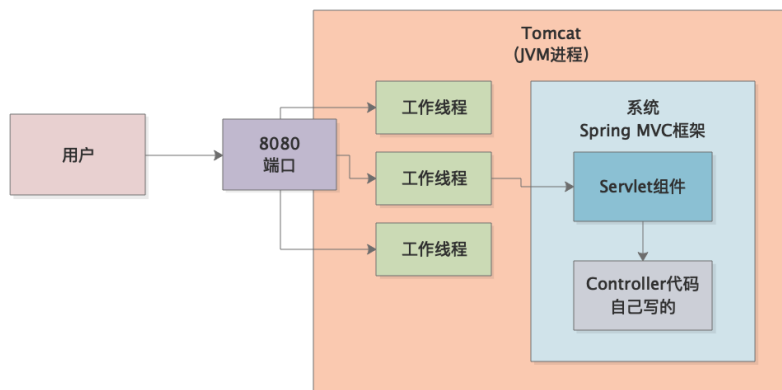 Tomcat
（JVM进程）
用户
8080
端口
工作线程
工作线程
工作线程
系统
Spring MVC框架
Servlet组件
Controller代码
自己写的